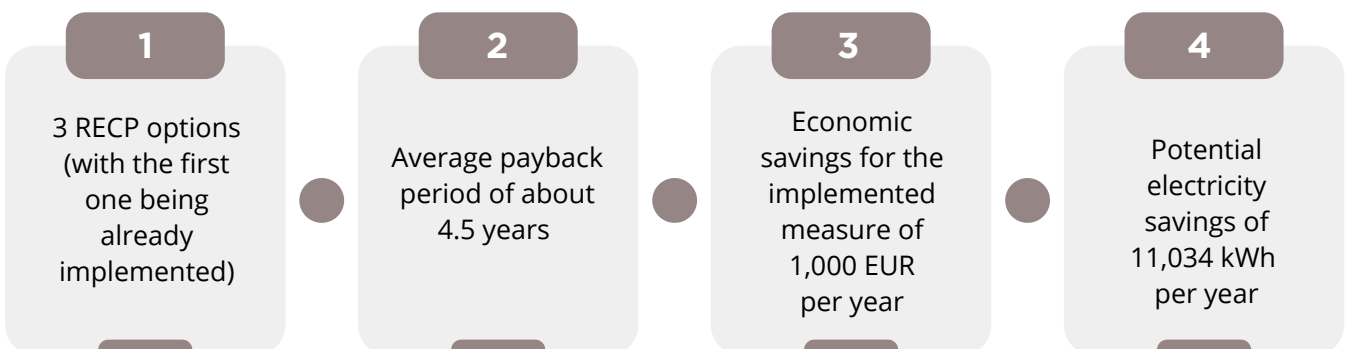 1
3 RECP options
(with the first
one being
already
implemented)
2
Average payback
period of about
4.5 years
3
Economic
savings for the
implemented
measure of
1,000 EUR
per year
4
Potential
electricity
savings of
11,034 kWh
per year